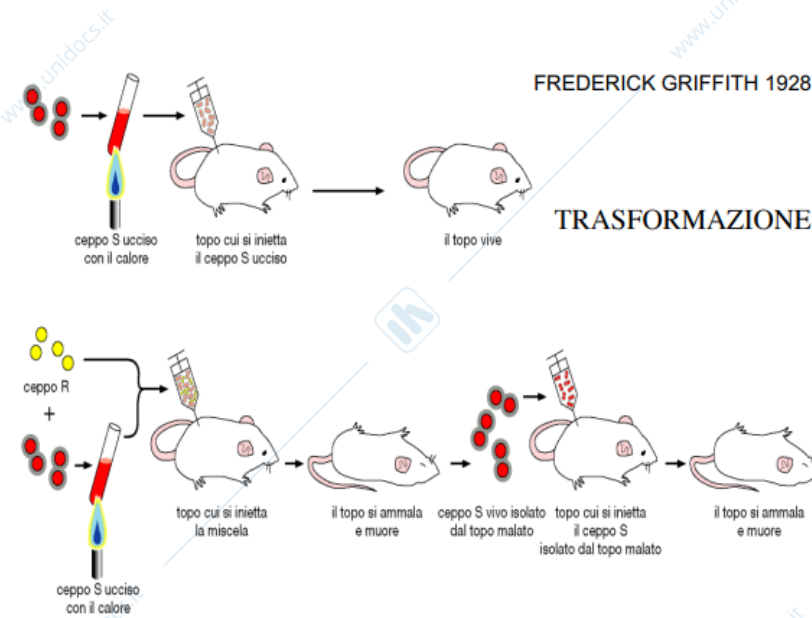 www.unidocs.it
FREDERICK GRIFFITH 1928
ceppo S ucciso
con il calore
topo cui si inietta
il ceppo S ucciso
il topo vive
TRASFORMAZIONE
ceppo R
+
ceppo S ucciso
con il calore
topo cui si inietta
la miscela
il topo si ammala
e muore
ceppo S vivo isolato
dal topo malato
topo cui si inietta
il ceppo S
isolato dal topo malato
il topo si ammala
e muore